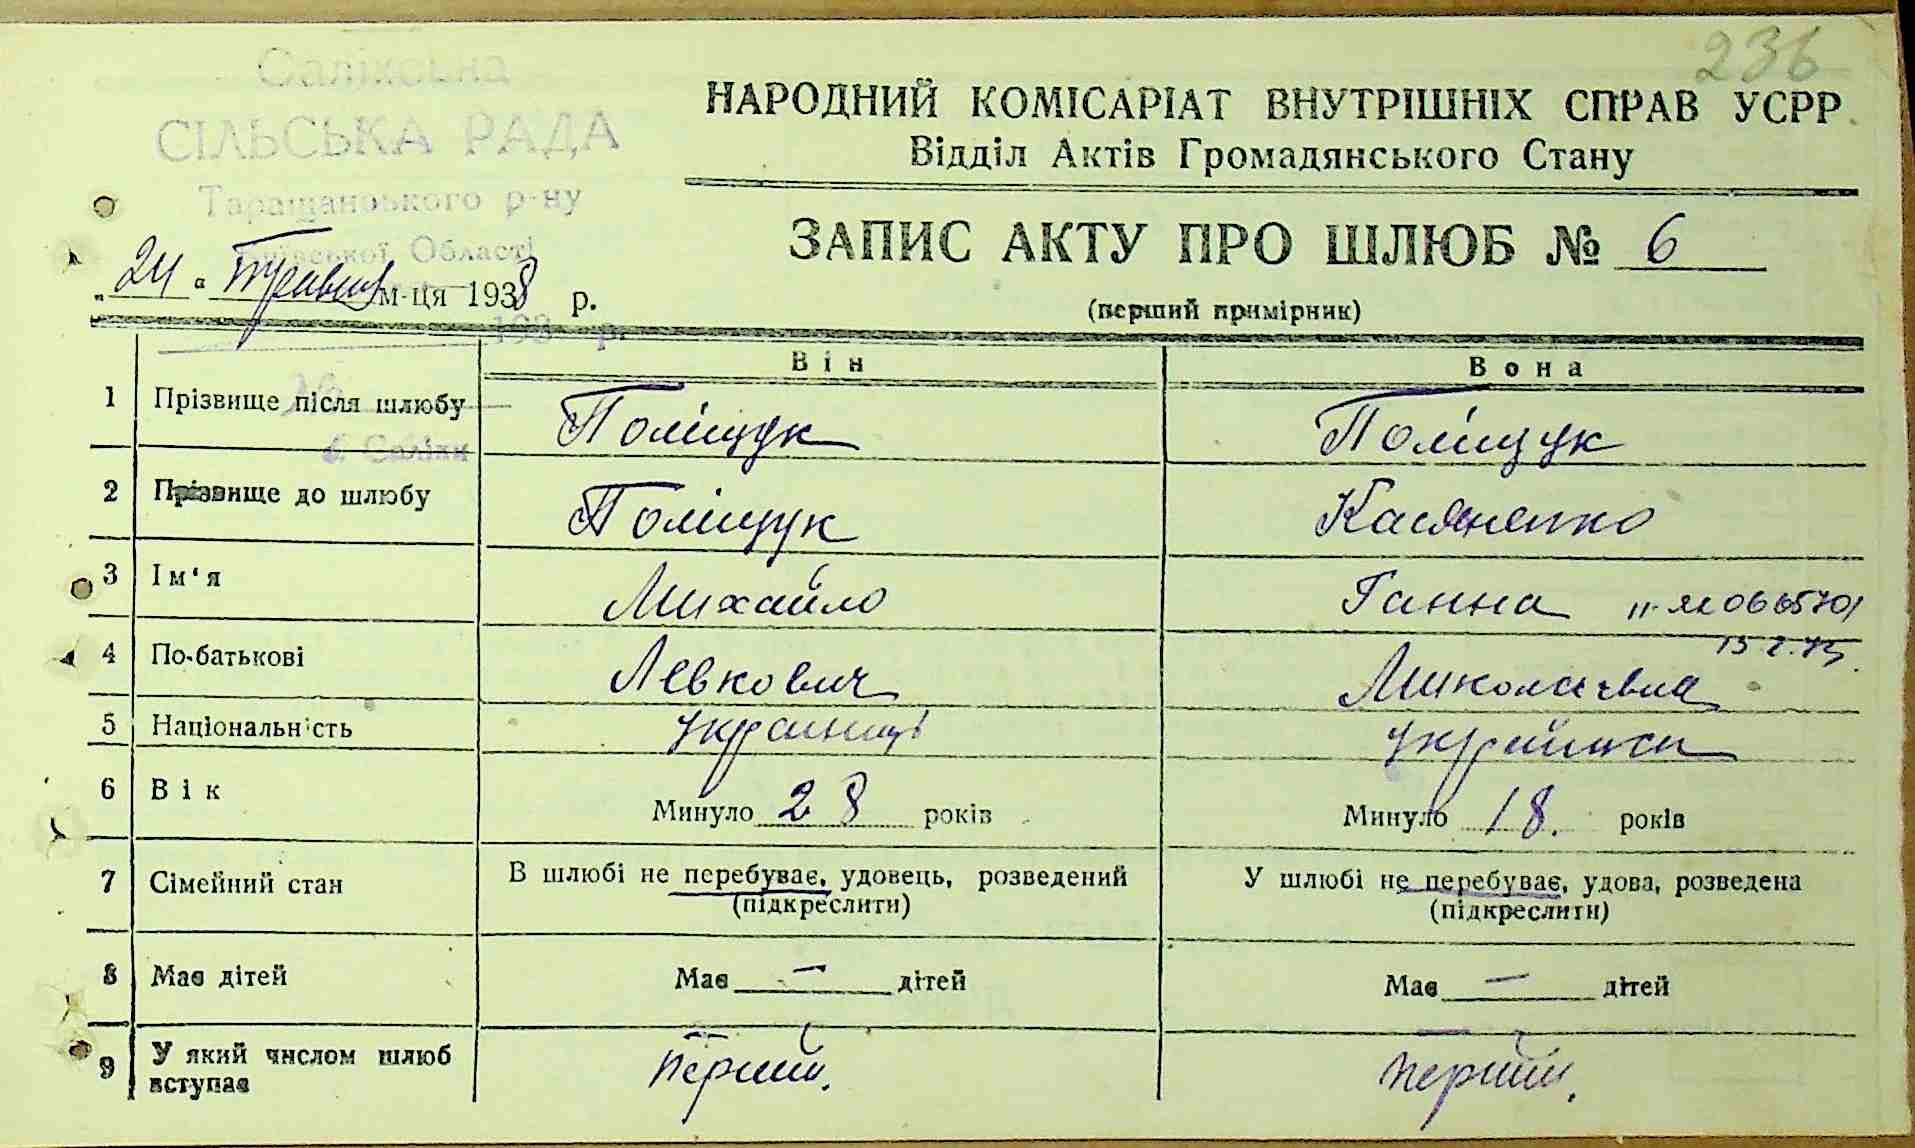 236
СІЛЬСЬКА РАДА
Таращанського р-ну
Київської Області
193 р.
НАРОДНИЙ КОМІСАРІАТ ВНУТРІШНІХ СПРАВ УСРР
Відділ Актів Громадянського Стану
ЗАПИС АКТУ ПРО ШЛЮБ № 6
(перший примірник)
„24“ Травня м-ця 1938 р.
Він Вона
1 Прізвище після шлюбу Поліщук Поліщук
2 Прізвище до шлюбу Поліщук Касяненко
3 Ім‘я Михайло Ганна
4 По-батькові Левкович Миколаєвна
5 Національність Українці Українка
6 Вік Минуло 28 років Минуло 18. років
7 Сімейний стан В шлюбі не перебуває, удовець, розведений У шлюбі не перебуває, удова, розведена
(підкреслити) (підкреслити)
8 Має дітей Має — дітей Має — дітей
9 У який числом шлюб вступає Перший. Перший.